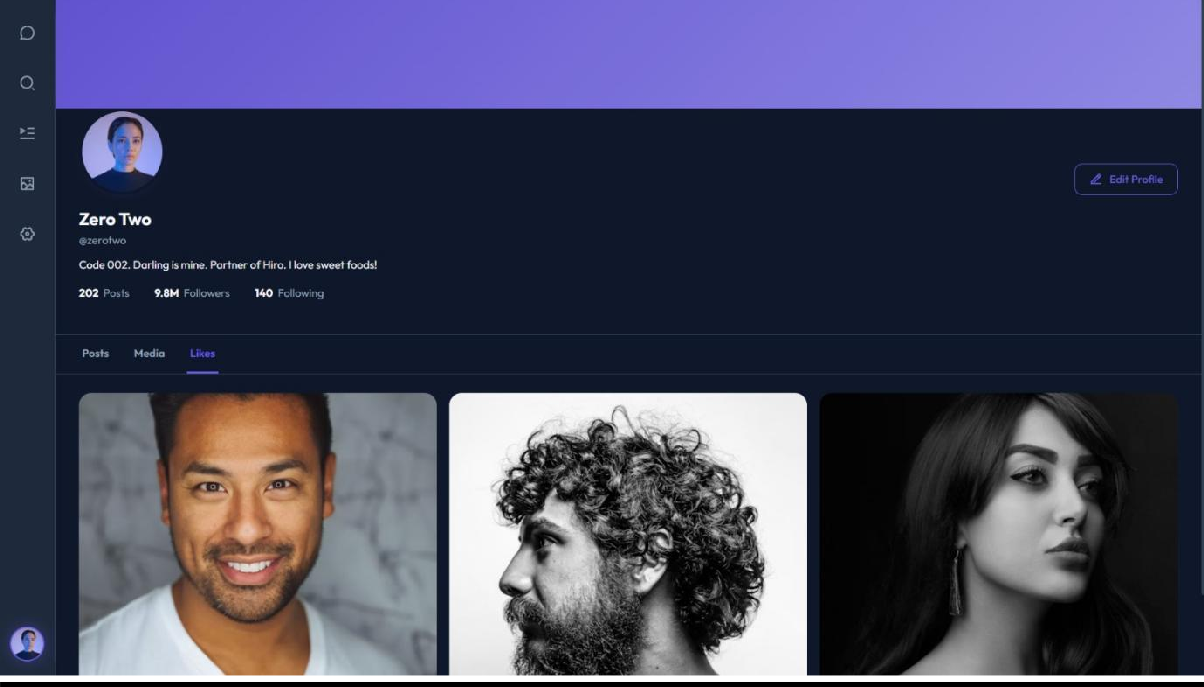 Edit Profile
Zero Two
@zerotwo
Code 002. Darling is mine. Partner of Hiro. I love sweet foods!
202 Posts 9.8M Followers 140 Following
Posts Media Likes